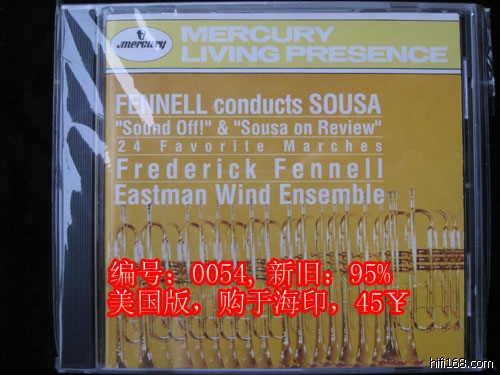 mercury
MERCURY
LIVING PRESENCE
FENNELL conducts SOUSA
"Sound Off!" & "Sousa on Review"
24 Favorite Marches
Frederick Fennell
Eastman Wind Ensemble
编号：0054, 新旧：95%
美国版，购于海印，45￥
hifi168.com